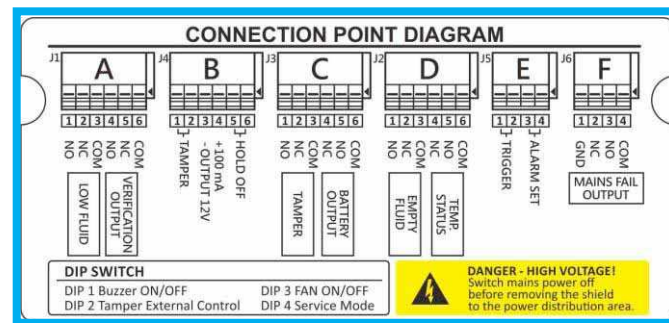 CONNECTION POINT DIAGRAM
J1 A J4 B J3 C J2 D J5 E J6 F
1 2 3 4 5 6 1 2 3 4 5 6 1 2 3 4 5 6 1 2 3 4 5 6 1 2 3 4 1 2 3 4
NO
NC
COM
NO
NC
COM
LOW FLUID
VERIFICATION
OUTPUT
TAMPER
- OUTPUT 12V
+100 mA
HOLD OFF
NO
NC
COM
NO
NC
COM
TAMPER
BATTERY
OUTPUT
NO
NC
COM
NC
NO
COM
EMPTY
FLUID
TEMP.
STATUS
TRIGGER
ALARM SET
GND
NC
NO
COM
MAINS FAIL
OUTPUT
DIP SWITCH
DIP 1 Buzzer ON/OFF DIP 3 FAN ON/OFF
DIP 2 Tamper External Control DIP 4 Service Mode
DANGER - HIGH VOLTAGE!
Switch mains power off
before removing the shield
to the power distribution area.